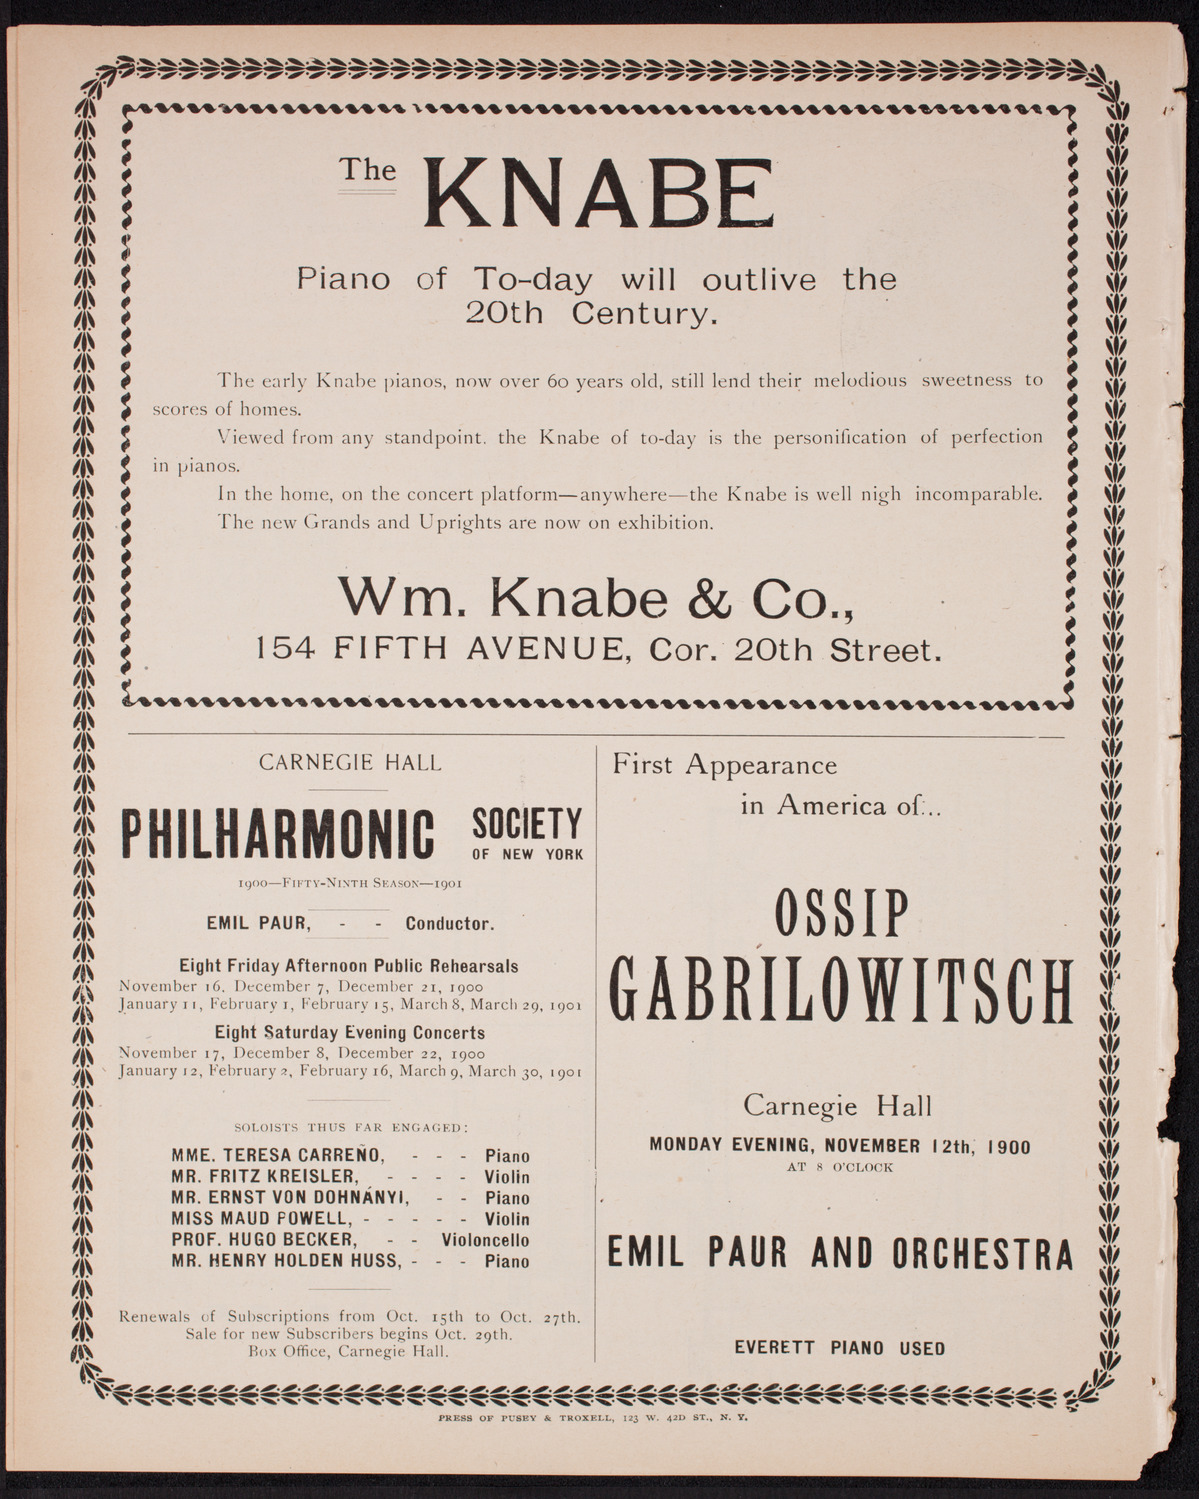 The KNABE
Piano of To-day will outlive the
20th Century.
The early Knabe pianos, now over 60 years old, still lend their melodious sweetness to
scores of homes.
Viewed from any standpoint. the Knabe of to-day is the personification of perfection
in pianos.
In the home, on the concert platform—anywhere—the Knabe is well nigh incomparable.
The new Grands and Uprights are now on exhibition.
Wm. Knabe & Co.,
154 FIFTH AVENUE, Cor. 20th Street.
CARNEGIE HALL
PHILHARMONIC SOCIETY
OF NEW YORK
1900—FIFTY-NINTH SEASON—1901
EMIL PAUR, - - Conductor.
Eight Friday Afternoon Public Rehearsals
November 16, December 7, December 21, 1900
January 11, February 1, February 15, March 8, March 29, 1901
Eight Saturday Evening Concerts
November 17, December 8, December 22, 1900
January 12, February 2, February 16, March 9, March 30, 1901
SOLOISTS THUS FAR ENGAGED:
MME. TERESA CARREÑO, - - - Piano
MR. FRITZ KREISLER, - - - - Violin
MR. ERNST VON DOHNÁNYI, - - Piano
MISS MAUD POWELL, - - - - - Violin
PROF. HUGO BECKER, - - Violoncello
MR. HENRY HOLDEN HUSS, - - - Piano
Renewals of Subscriptions from Oct. 15th to Oct. 27th.
Sale for new Subscribers begins Oct. 29th.
Box Office, Carnegie Hall.
First Appearance
in America of...
OSSIP
GABRILOWITSCH
Carnegie Hall
MONDAY EVENING, NOVEMBER 12th, 1900
AT 8 O'CLOCK
EMIL PAUR AND ORCHESTRA
EVERETT PIANO USED
PRESS OF PUSEY & TROXELL, 123 W. 42D ST., N. Y.